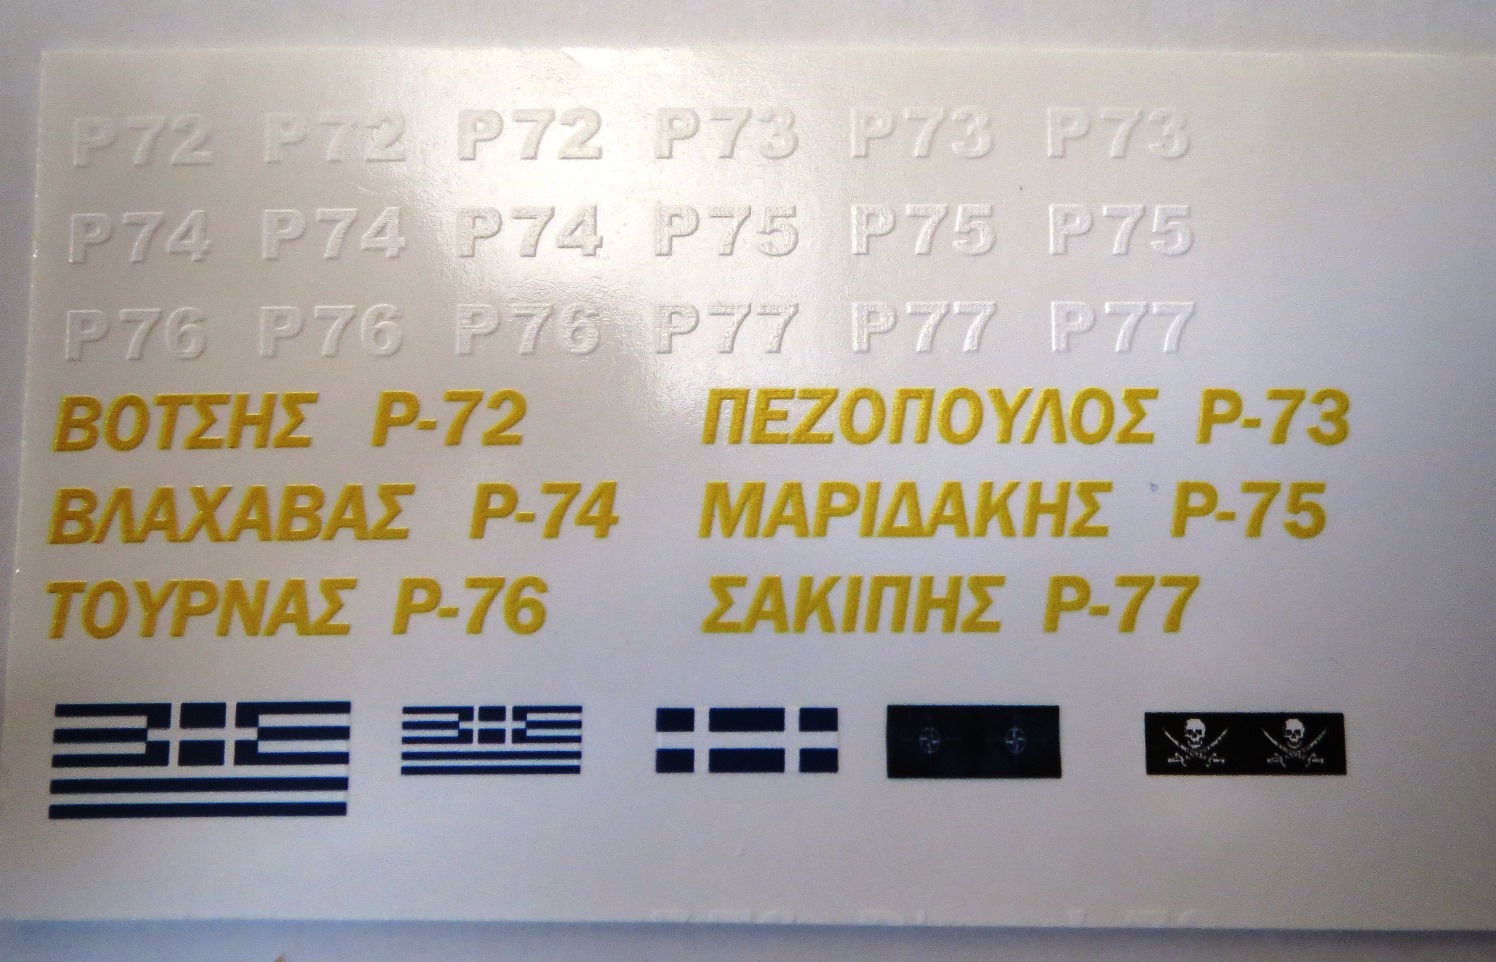 P72 P72 P72 P73 P73 P73
P74 P74 P74 P75 P75 P75
P76 P76 P76 P77 P77 P77
ΒΟΤΣΗΣ P-72 ΠΕΖΟΠΟΥΛΟΣ P-73
ΒΛΑΧΑΒΑΣ P-74 ΜΑΡΙΔΑΚΗΣ P-75
ΤΟΥΡΝΑΣ P-76 ΣΑΚΙΠΗΣ P-77